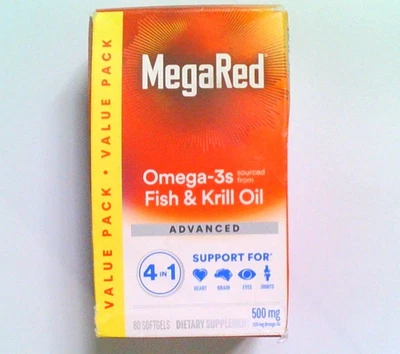 VALUE PACK • VALUE PACK
MegaRed®
Omega-3s sourced from
Fish & Krill Oil
ADVANCED
4 IN 1
SUPPORT FOR*
HEART BRAIN EYES JOINTS
500 mg
80 SOFTGELS DIETARY SUPPLEMENT